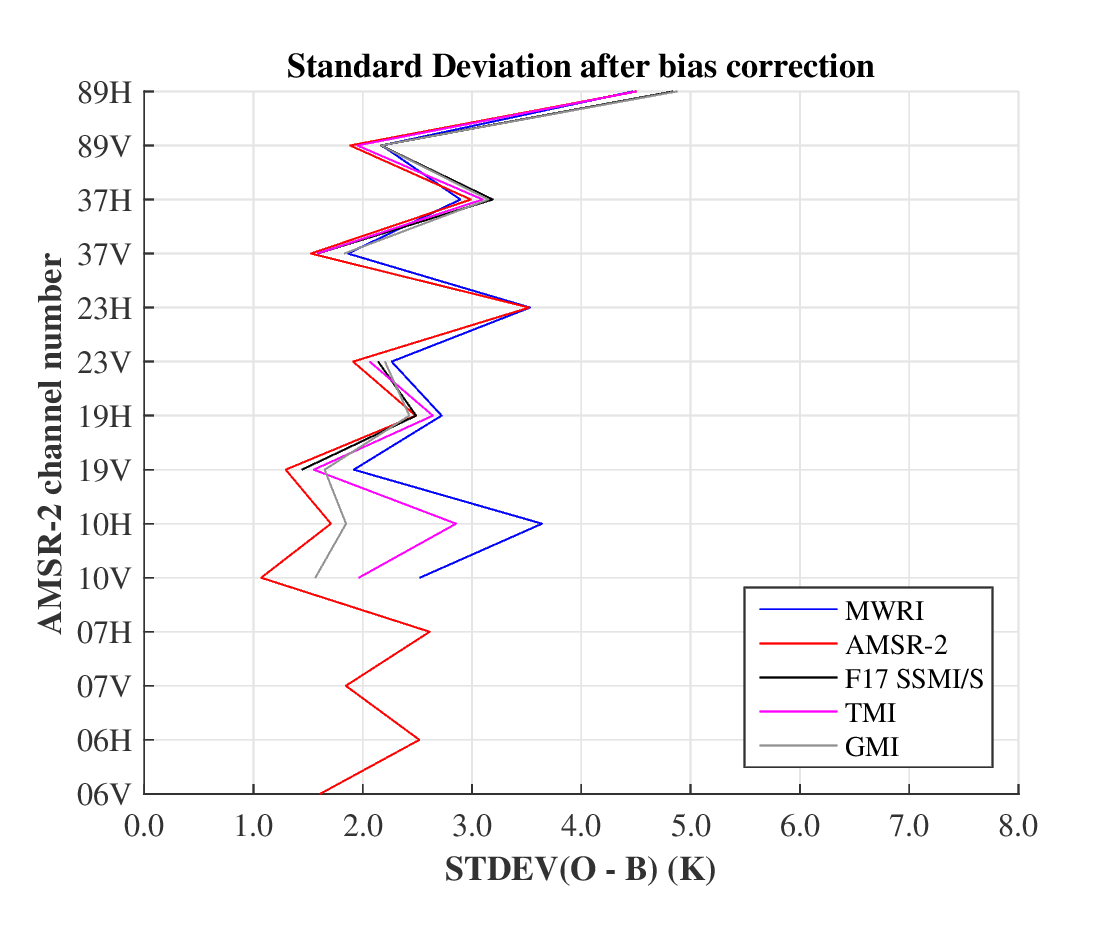 Standard Deviation after bias correction
89H
89V
37H
37V
23H
23V
19H
19V
10H
10V
07H
07V
06H
06V
AMSR-2 channel number
0.0 1.0 2.0 3.0 4.0 5.0 6.0 7.0 8.0
STDEV(O - B) (K)
MWRI
AMSR-2
F17 SSMI/S
TMI
GMI